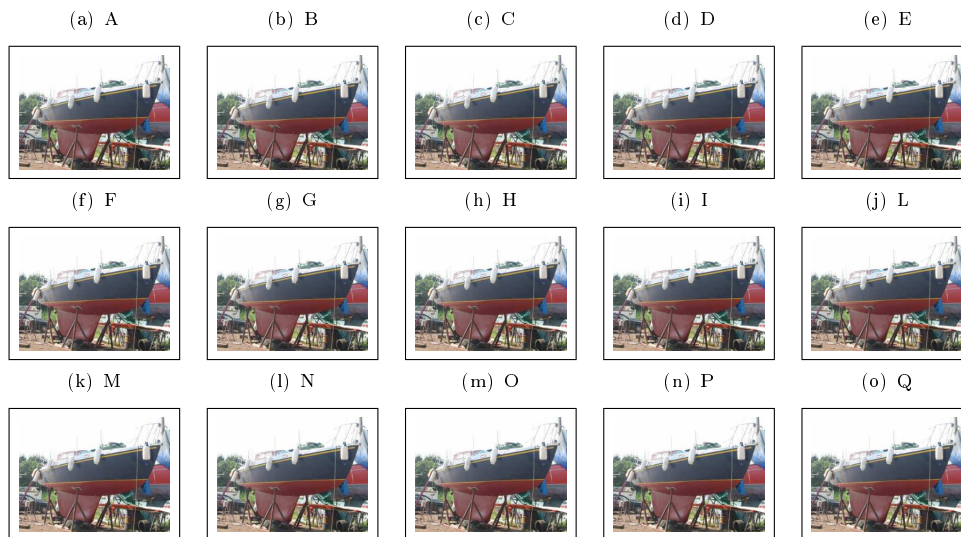 (a) A (b) B (c) C (d) D (e) E
(f) F (g) G (h) H (i) I (j) L
(k) M (l) N (m) O (n) P (o) Q